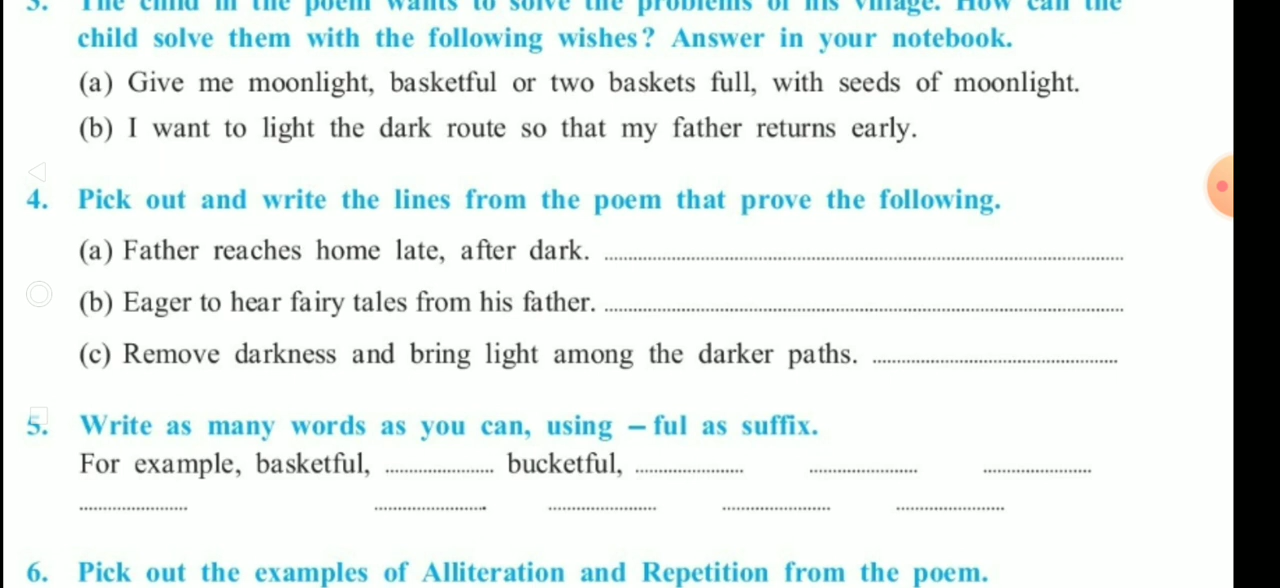 3. The child in the poem wants to solve the problems of his village. How can the
child solve them with the following wishes? Answer in your notebook.
(a) Give me moonlight, basketful or two baskets full, with seeds of moonlight.
(b) I want to light the dark route so that my father returns early.
4. Pick out and write the lines from the poem that prove the following.
(a) Father reaches home late, after dark. ....................
(b) Eager to hear fairy tales from his father. ....................
(c) Remove darkness and bring light among the darker paths. ....................
5. Write as many words as you can, using – ful as suffix.
For example, basketful, .................... bucketful, .................... .................... ....................
.................... .................... .................... .................... ....................
6. Pick out the examples of Alliteration and Repetition from the poem.